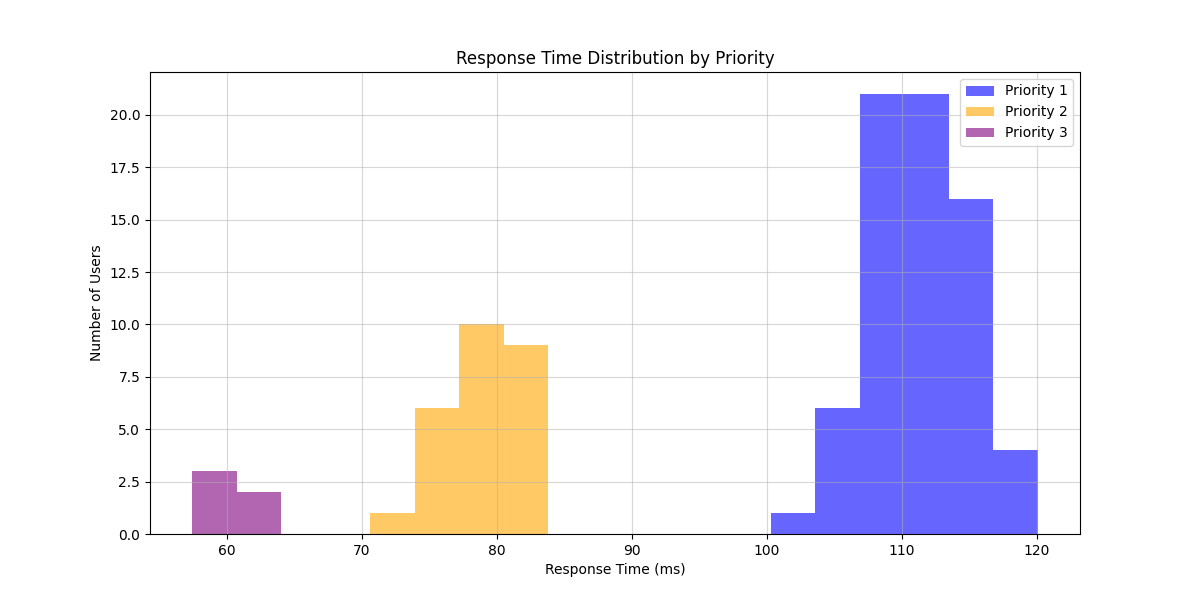 Response Time Distribution by Priority
Number of Users
20.0
17.5
15.0
12.5
10.0
7.5
5.0
2.5
0.0
Priority 1
Priority 2
Priority 3
60 70 80 90 100 110 120
Response Time (ms)